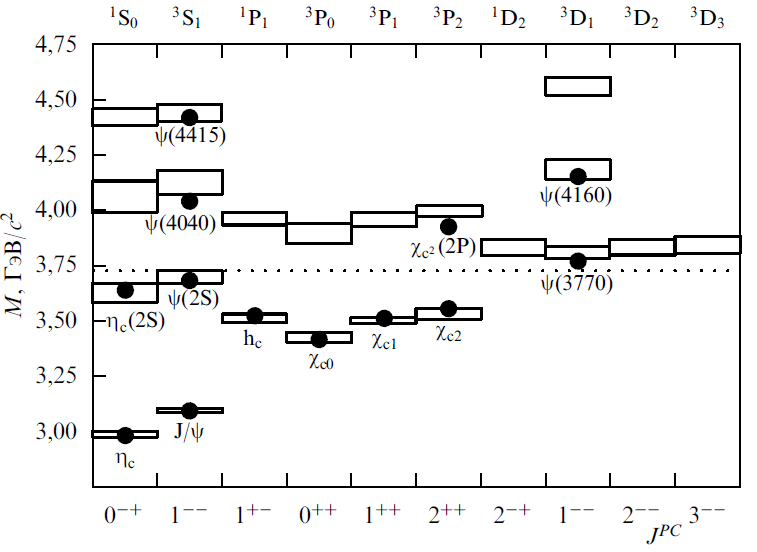 ¹S₀ ³S₁ ¹P₁ ³P₀ ³P₁ ³P₂ ¹D₂ ³D₁ ³D₂ ³D₃
4,75
4,50
ψ(4415)
4,25
ψ(4160)
4,00
ψ(4040)
χc²(2P)
3,75
ψ(3770)
ψ(2S)
ηc(2S)
3,50
hc
χc0
χc1
χc2
3,25
3,00
J/ψ
ηc
M, ГэВ/c²
0⁻⁺ 1⁻⁻ 1⁺⁻ 0⁺⁺ 1⁺⁺ 2⁺⁺ 2⁻⁺ 1⁻⁻ 2⁻⁻ 3⁻⁻
J^PC